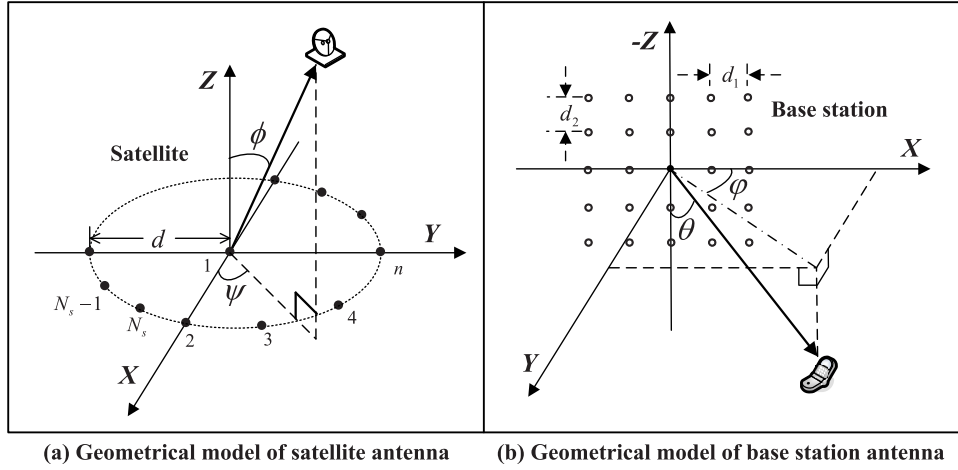 Z
ϕ
Satellite
d
Y
1
n
ψ
N_s −1
N_s
2
3
4
X
(a) Geometrical model of satellite antenna
-Z
d_1
d_2
Base station
X
φ
θ
Y
(b) Geometrical model of base station antenna